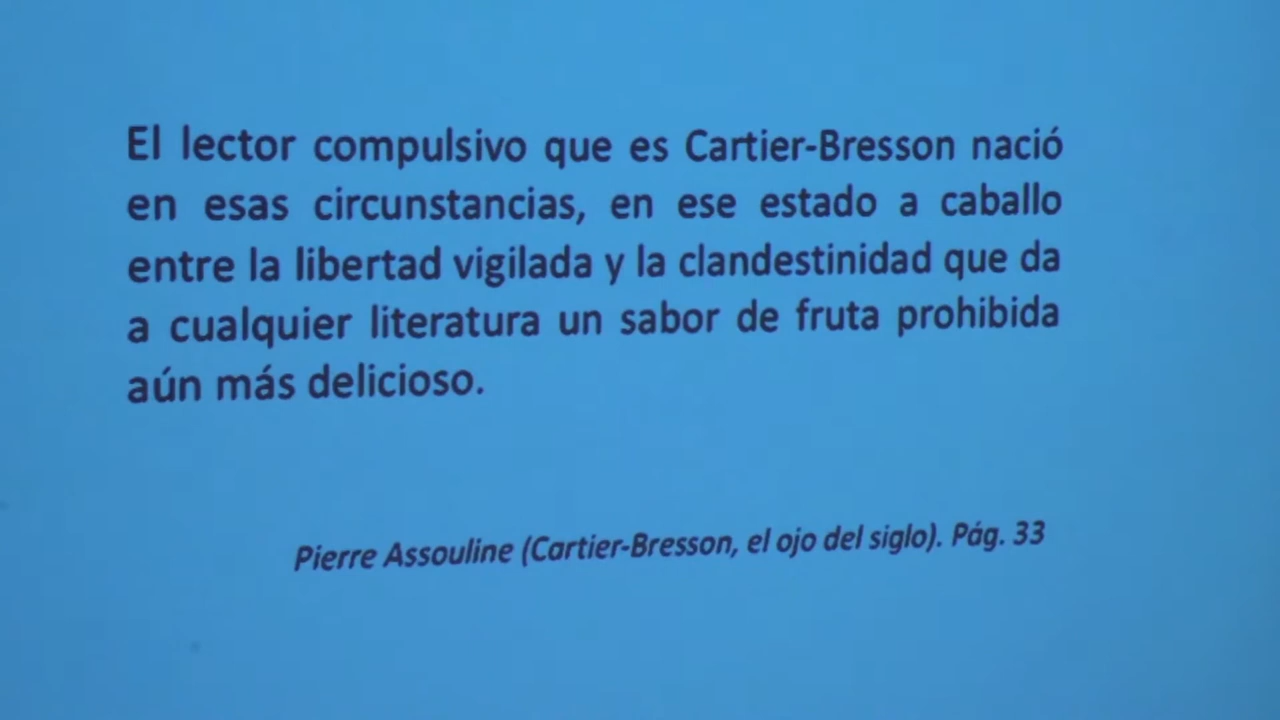 El lector compulsivo que es Cartier-Bresson nació
en esas circunstancias, en ese estado a caballo
entre la libertad vigilada y la clandestinidad que da
a cualquier literatura un sabor de fruta prohibida
aún más delicioso.
Pierre Assouline (Cartier-Bresson, el ojo del siglo). Pág. 33